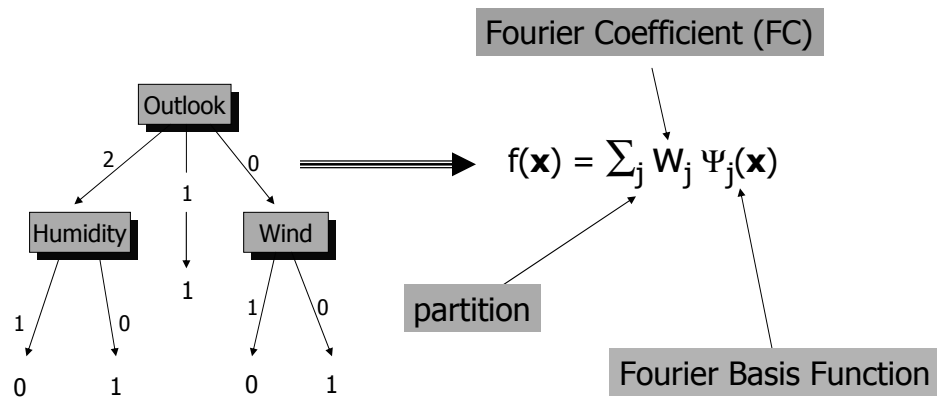 Fourier Coefficient (FC)
Outlook
2
1
0
f(x) = ∑j Wj Ψj(x)
Humidity
Wind
1
0
1
1
0
partition
0
1
0
1
Fourier Basis Function